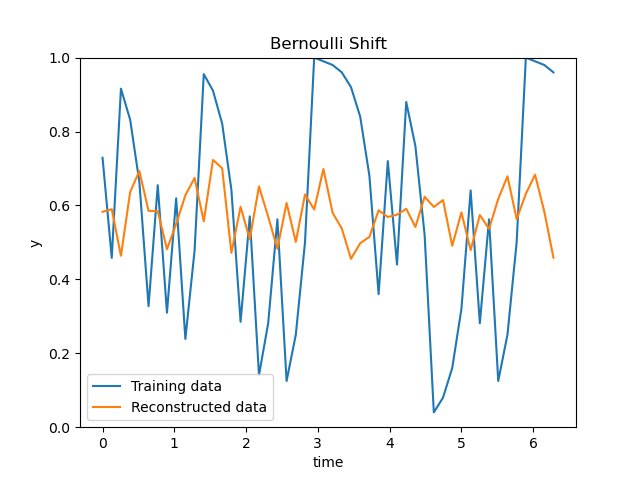 Bernoulli Shift
1.0
0.8
0.6
0.4
0.2
0.0
y
Training data
Reconstructed data
0 1 2 3 4 5 6
time